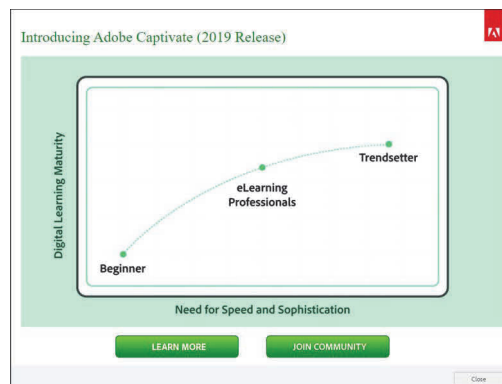 Introducing Adobe Captivate (2019 Release)
Digital Learning Maturity
Trendsetter
eLearning
Professionals
Beginner
Need for Speed and Sophistication
LEARN MORE
JOIN COMMUNITY
Close